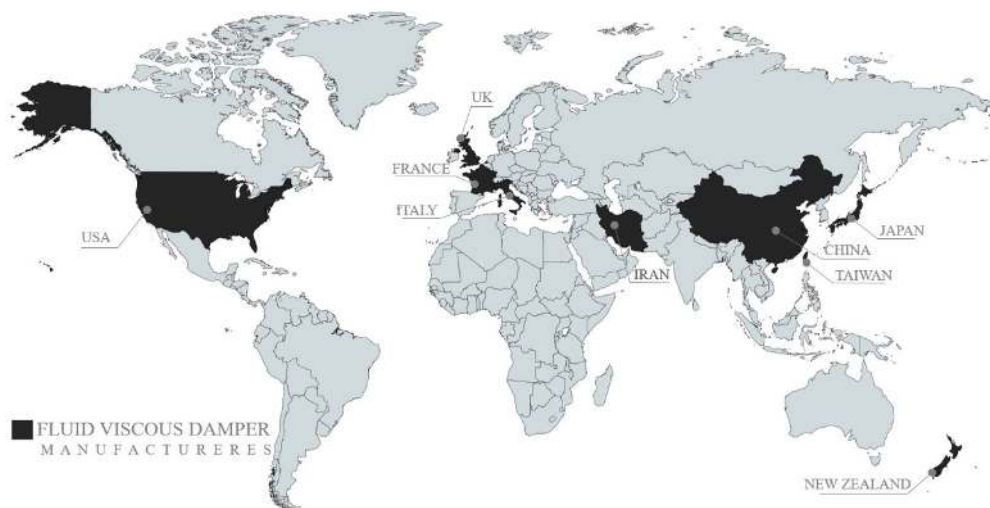 UK
FRANCE
ITALY
USA
JAPAN
CHINA
IRAN
TAIWAN
FLUID VISCOUS DAMPER
MANUFACTURERES
NEW ZEALAND